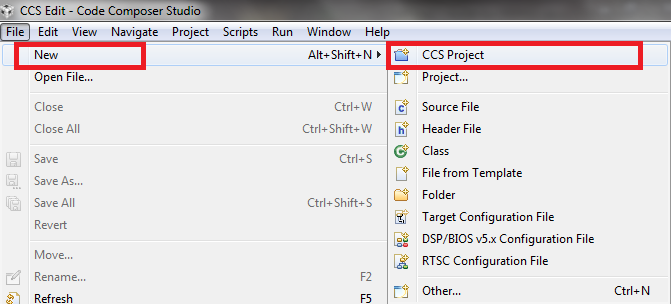 CCS Edit - Code Composer Studio
File Edit View Navigate Project Scripts Run Window Help
New Alt+Shift+N
Open File...
Close Ctrl+W
Close All Ctrl+Shift+W
Save Ctrl+S
Save As...
Save All Ctrl+Shift+S
Revert
Move...
Rename... F2
Refresh F5
CCS Project
Project...
Source File
Header File
Class
File from Template
Folder
Target Configuration File
DSP/BIOS v5.x Configuration File
RTSC Configuration File
Other... Ctrl+N